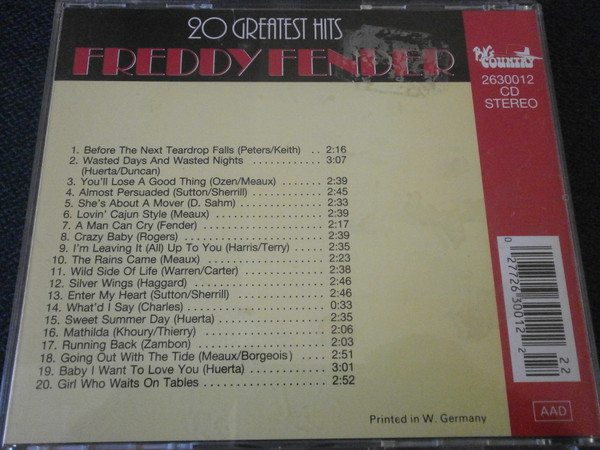 20 GREATEST HITS
FREDDY FENDER
Big COUNTRY
2630012
CD
STEREO
1. Before The Next Teardrop Falls (Peters/Keith) .. 2:16
2. Wasted Days And Wasted Nights ............ 3:07
(Huerta/Duncan)
3. You'll Lose A Good Thing (Ozen/Meaux) ....... 2:39
4. Almost Persuaded (Sutton/Sherrill) ........... 2:45
5. She's About A Mover (D. Sahm) ............. 2:33
6. Lovin' Cajun Style (Meaux) .................. 2:39
7. A Man Can Cry (Fender) .................... 2:17
8. Crazy Baby (Rogers) ....................... 2:39
9. I'm Leaving It (All) Up To You (Harris/Terry) ..... 2:35
10. The Rains Came (Meaux) ................... 2:23
11. Wild Side Of Life (Warren/Carter) ............ 2:38
12. Silver Wings (Haggard) .................... 2:46
13. Enter My Heart (Sutton/Sherrill) ............. 2:46
14. What'd I Say (Charles) ..................... 0:33
15. Sweet Summer Day (Huerta) ................ 2:35
16. Mathilda (Khoury/Thierry) .................. 2:06
17. Running Back (Zambon) ................... 2:03
18. Going Out With The Tide (Meaux/Borgeois) .... 2:51
19. Baby I Want To Love You (Huerta) ........... 3:01
20. Girl Who Waits On Tables .................. 2:52
0 27726 30012 2
22
Printed in W. Germany
AAD